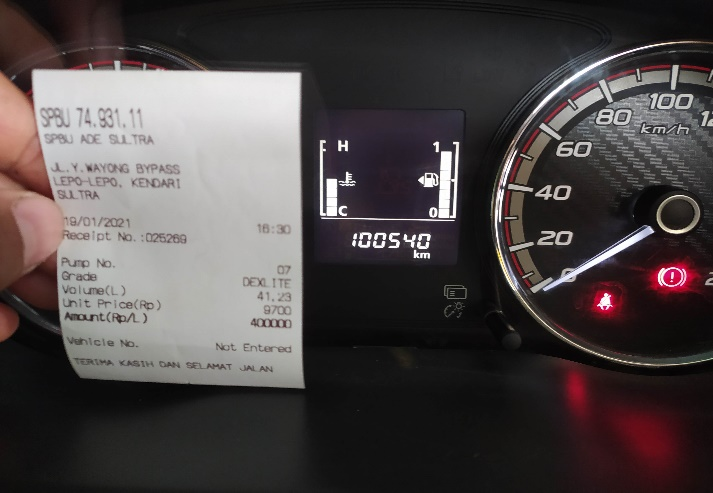 SPBU 74.931.11
SPBU ADE SULTRA
JL.Y.WAYONG BYPASS
LEPO-LEPO, KENDARI
SULTRA
19/01/2021 16:30
Receipt No.:025269
Pump No. 07
Grade DEXLITE
Volume(L) 41.23
Unit Price(Rp) 9700
Amount(Rp/L) 400000
Vehicle No. Not Entered
TERIMA KASIH DAN SELAMAT JALAN
H 1
C 0
100540
km
100
80
km/h
60
40
20
0